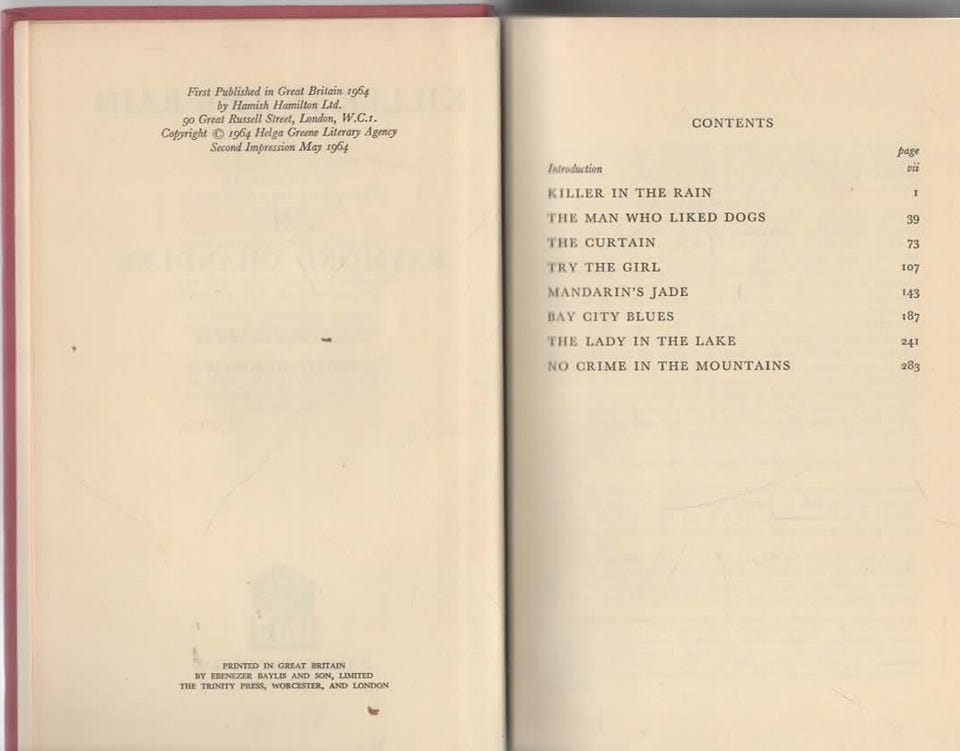 First Published in Great Britain 1964
by Hamish Hamilton Ltd.
90 Great Russell Street, London, W.C.1.
Copyright © 1964 Helga Greene Literary Agency
Second Impression May 1964
PRINTED IN GREAT BRITAIN
BY EBENEZER BAYLIS AND SON, LIMITED
THE TRINITY PRESS, WORCESTER, AND LONDON
CONTENTS
page
Introduction vii
KILLER IN THE RAIN 1
THE MAN WHO LIKED DOGS 39
THE CURTAIN 73
TRY THE GIRL 107
MANDARIN'S JADE 143
BAY CITY BLUES 187
THE LADY IN THE LAKE 241
NO CRIME IN THE MOUNTAINS 283